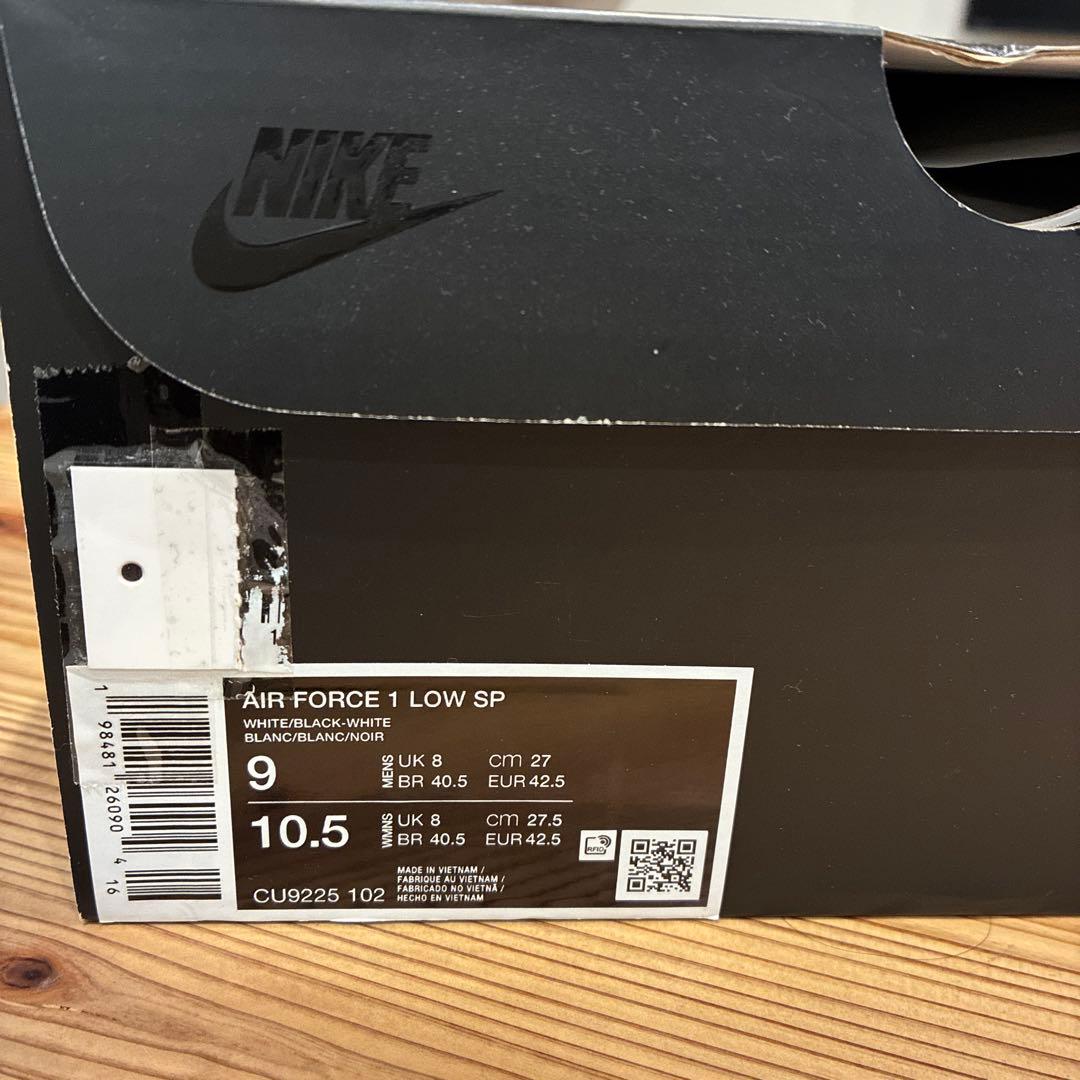 NIKE
AIR FORCE 1 LOW SP
WHITE/BLACK-WHITE
BLANC/BLANC/NOIR
9 MENS UK 8 cm 27
BR 40.5 EUR 42.5
10.5 WMNS UK 8 cm 27.5
BR 40.5 EUR 42.5
RFID
CU9225 102
MADE IN VIETNAM /
FABRIQUE AU VIETNAM /
FABRICADO NO VIETNÃ /
HECHO EN VIETNAM
1 98481 26090 4 16